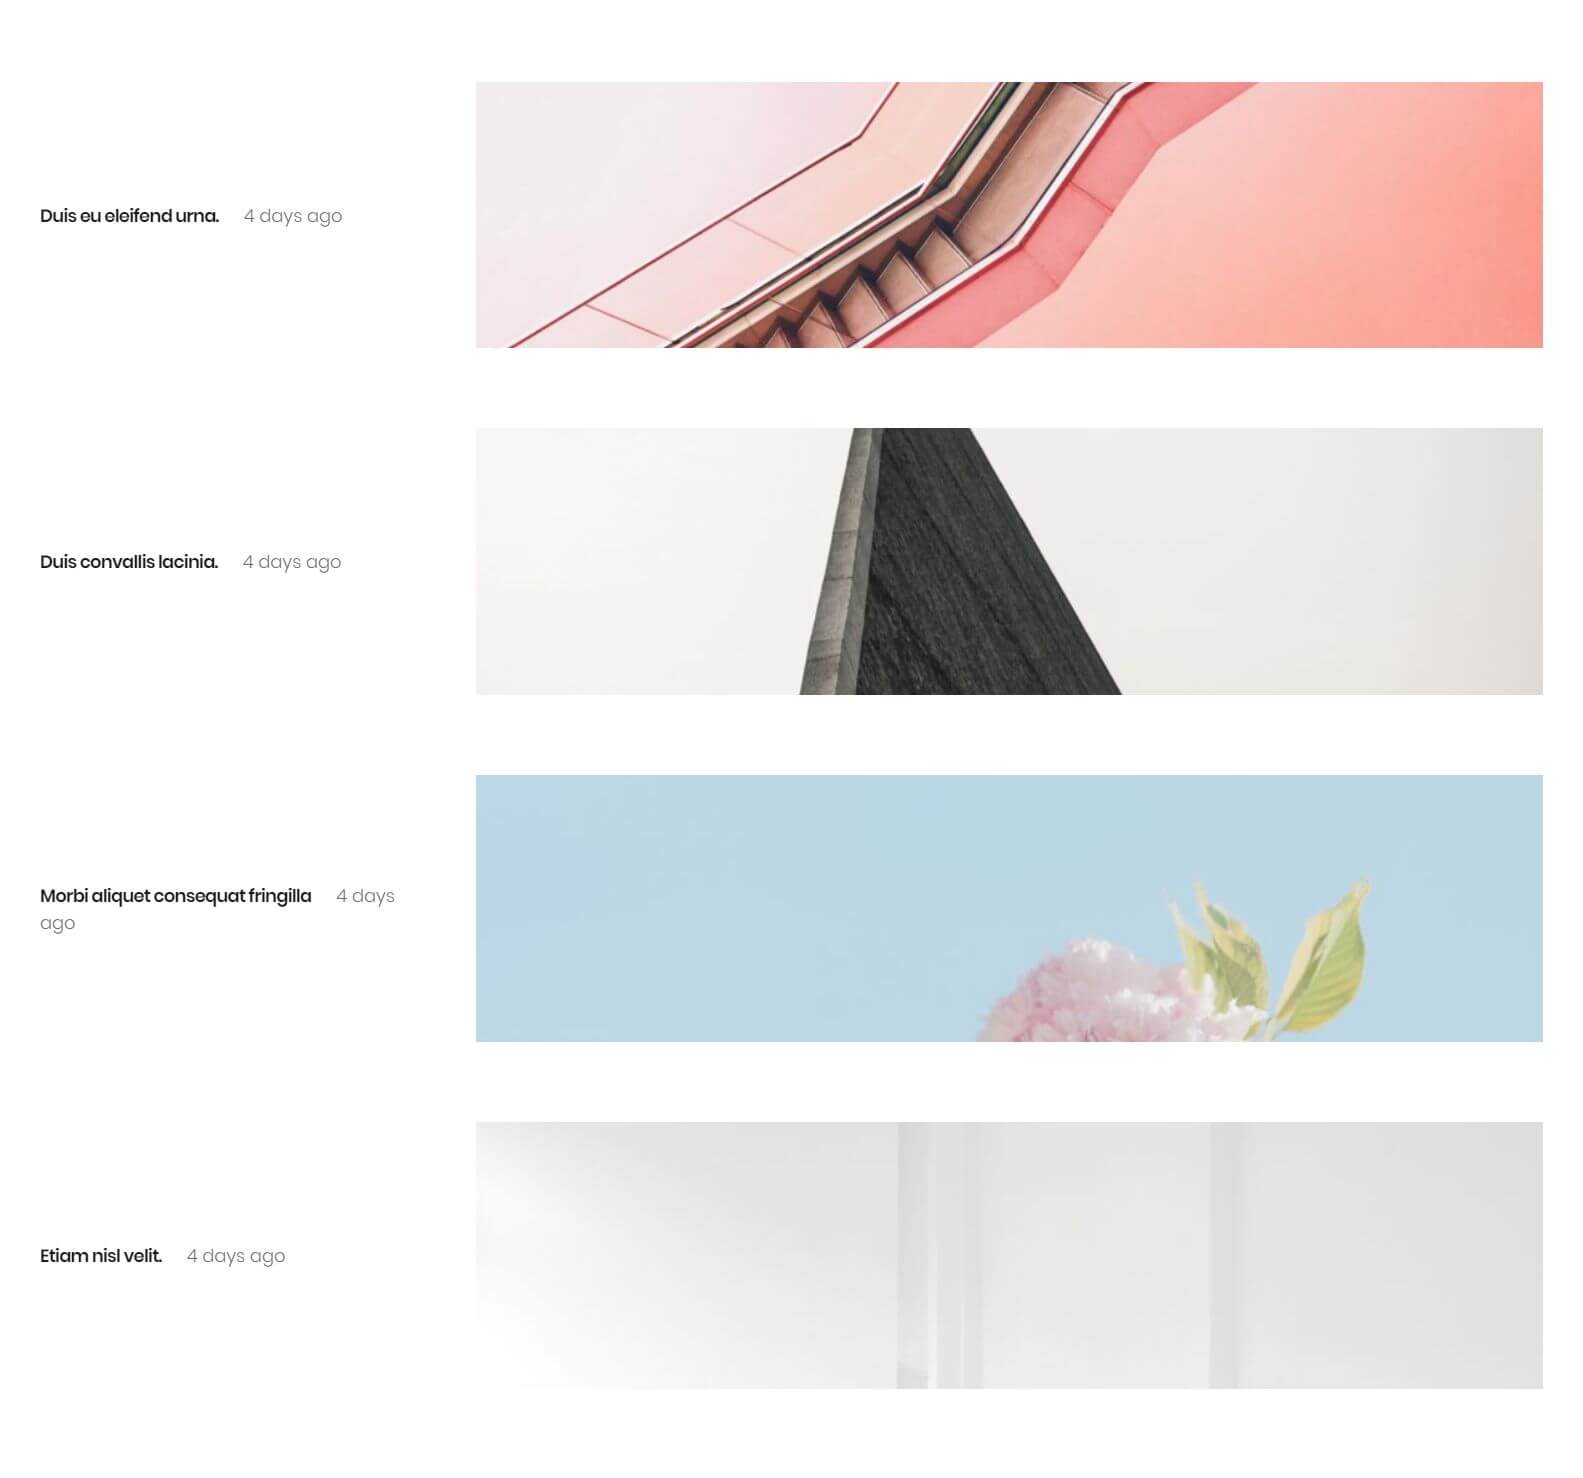 Duis eu eleifend urna. 4 days ago
Duis convallis lacinia. 4 days ago
Morbi aliquet consequat fringilla 4 days
ago
Etiam nisl velit. 4 days ago